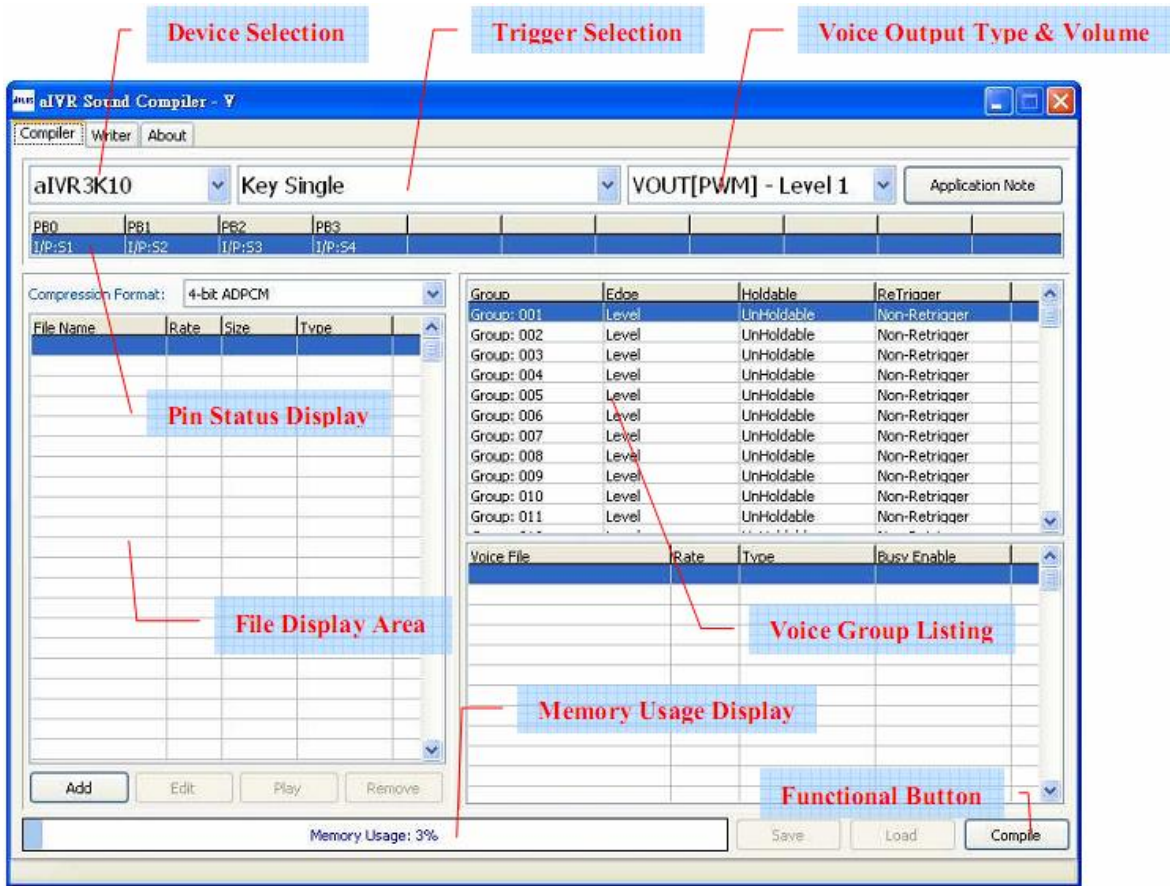 Device Selection
Trigger Selection
Voice Output Type & Volume
aIVR Sound Compiler - V
Compiler Writer About
aIVR3K10 Key Single VOUT[PWM] - Level 1 Application Note
PB0 PB1 PB2 PB3
I/P:S1 I/P:S2 I/P:S3 I/P:S4
Compression Format: 4-bit ADPCM
File Name Rate Size Type
Pin Status Display
File Display Area
Add Edit Play Remove
Group Edge Holdable ReTrigger
Group: 001 Level UnHoldable Non-Retrigger
Group: 002 Level UnHoldable Non-Retrigger
Group: 003 Level UnHoldable Non-Retrigger
Group: 004 Level UnHoldable Non-Retrigger
Group: 005 Level UnHoldable Non-Retrigger
Group: 006 Level UnHoldable Non-Retrigger
Group: 007 Level UnHoldable Non-Retrigger
Group: 008 Level UnHoldable Non-Retrigger
Group: 009 Level UnHoldable Non-Retrigger
Group: 010 Level UnHoldable Non-Retrigger
Group: 011 Level UnHoldable Non-Retrigger
Voice File Rate Type Busy Enable
Voice Group Listing
Memory Usage Display
Functional Button
Memory Usage: 3% Save Load Compile